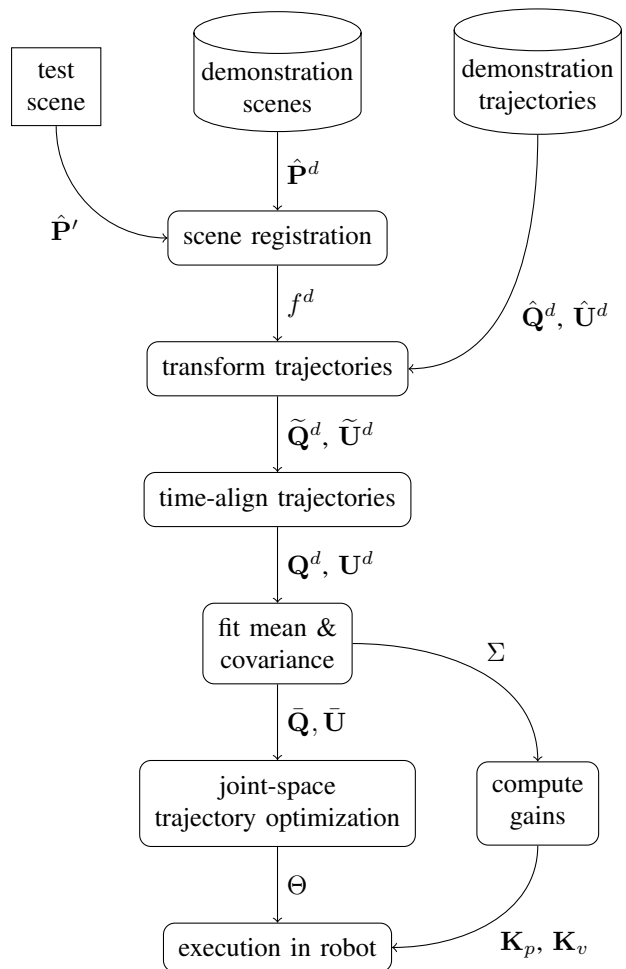 test
scene
demonstration
scenes
demonstration
trajectories
P̂^d
P̂′
scene registration
f^d
Q̂^d, Û^d
transform trajectories
Q̃^d, Ũ^d
time-align trajectories
Q^d, U^d
fit mean &
covariance
Σ
Q̄, Ū
joint-space
trajectory optimization
compute
gains
Θ
K_p, K_v
execution in robot